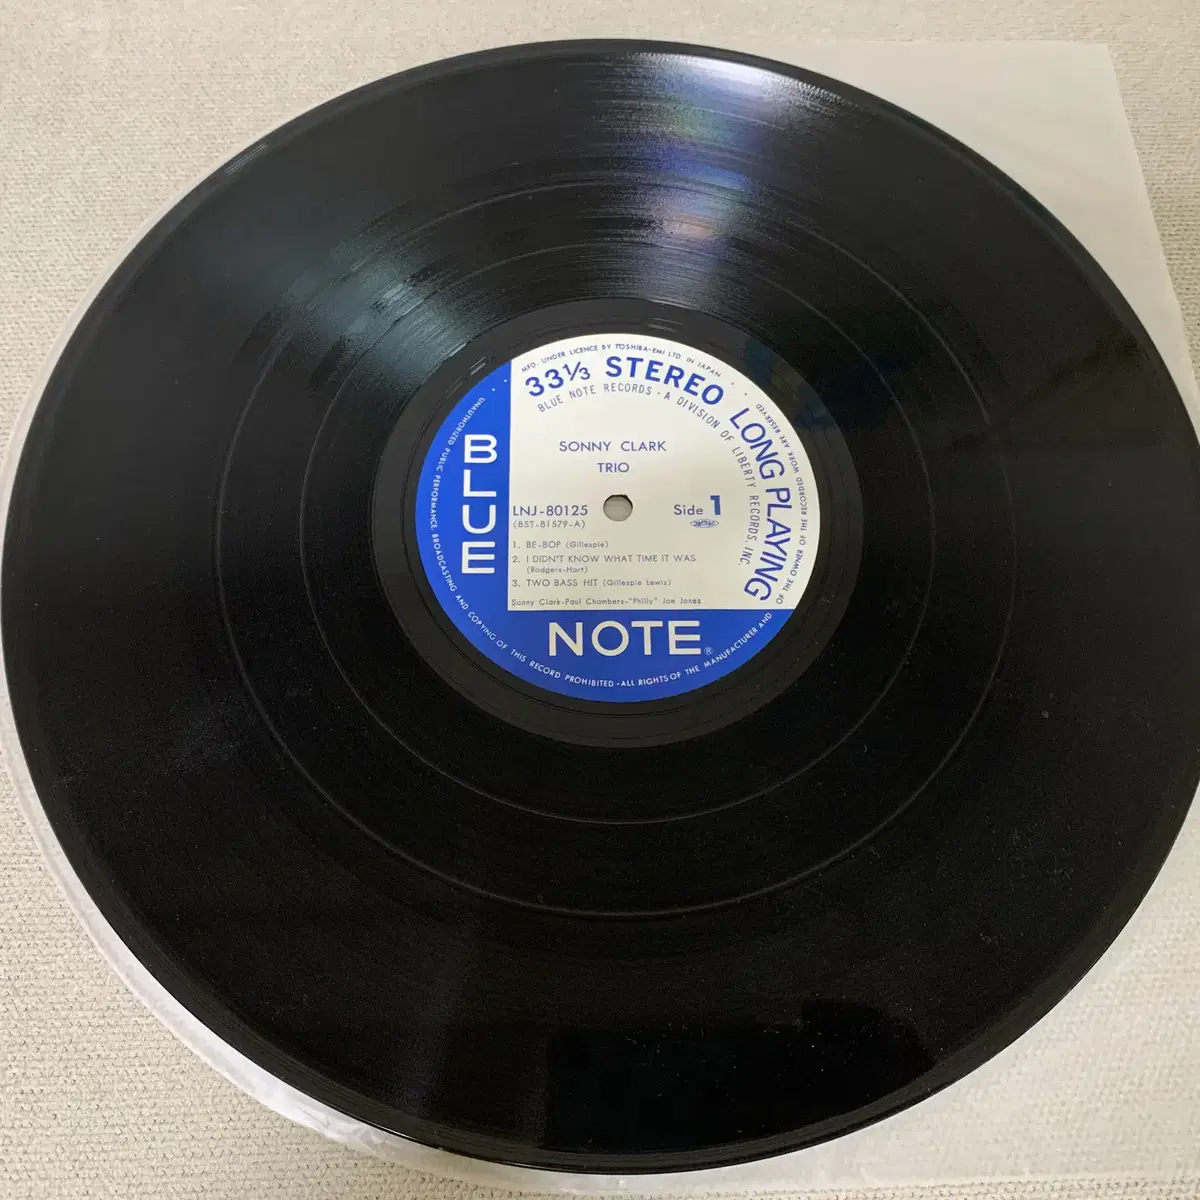 MFD. UNDER LICENCE BY TOSHIBA-EMI LTD. IN JAPAN
33⅓ STEREO LONG PLAYING
BLUE NOTE RECORDS · A DIVISION OF LIBERTY RECORDS, INC.
SONNY CLARK
TRIO
LNJ-80125
Side 1
(BST-81579-A)
1. BE-BOP (Gillespie)
2. I DIDN'T KNOW WHAT TIME IT WAS
(Rodgers-Hart)
3. TWO BASS HIT (Gillespie Lewis)
Sonny Clark-Paul Chambers-"Philly" Joe Jones
BLUE
NOTE®
UNAUTHORIZED PUBLIC PERFORMANCE, BROADCASTING AND COPYING OF THIS RECORD PROHIBITED · ALL RIGHTS OF THE MANUFACTURER AND OF THE OWNER OF THE RECORDED WORK ARE RESERVED